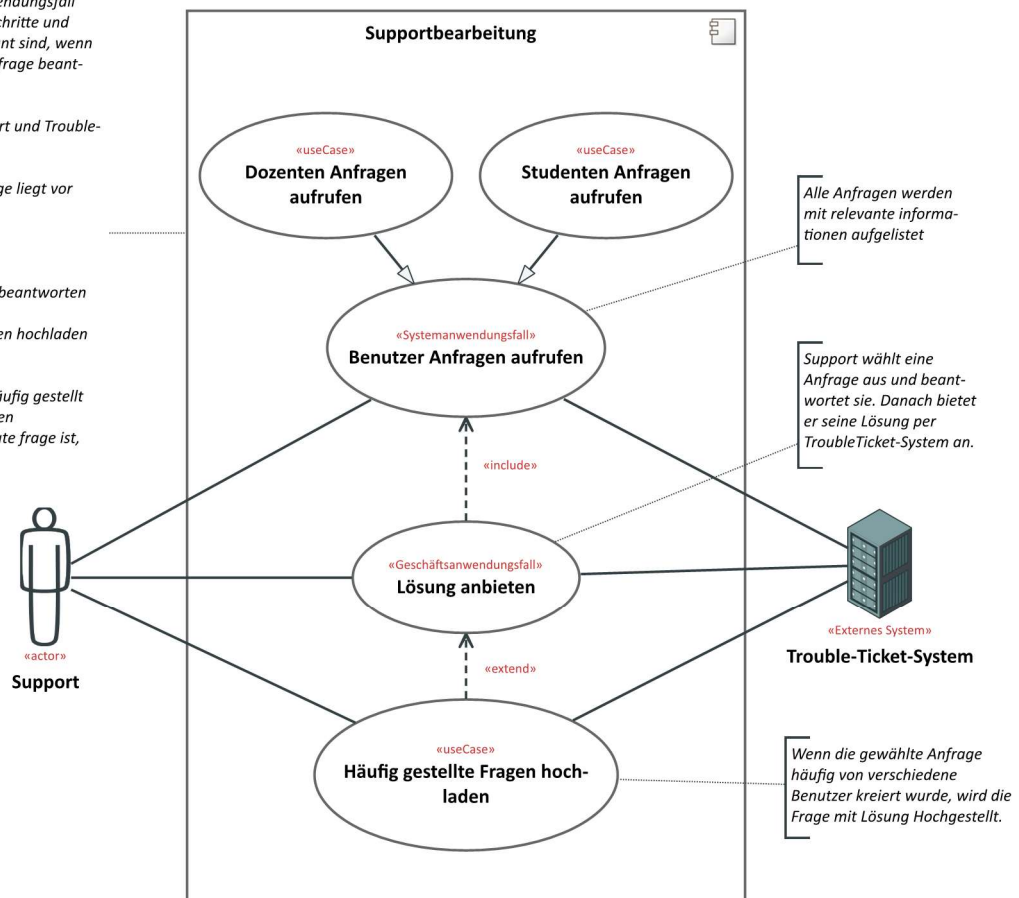 endungsfall
chritte und
ant sind, wenn
frage beant-
rt und Trouble-
ge liegt vor
beantworten
en hochladen
äufig gestellt
en
te frage ist,
Supportbearbeitung
«useCase»
Dozenten Anfragen
aufrufen
«useCase»
Studenten Anfragen
aufrufen
Alle Anfragen werden
mit relevante informa-
tionen aufgelistet
«Systemanwendungsfall»
Benutzer Anfragen aufrufen
Support wählt eine
Anfrage aus und beant-
wortet sie. Danach bietet
er seine Lösung per
TroubleTicket-System an.
«include»
«Geschäftsanwendungsfall»
Lösung anbieten
«actor»
Support
«Externes System»
Trouble-Ticket-System
«extend»
«useCase»
Häufig gestellte Fragen hoch-
laden
Wenn die gewählte Anfrage
häufig von verschiedene
Benutzer kreiert wurde, wird die
Frage mit Lösung Hochgestellt.